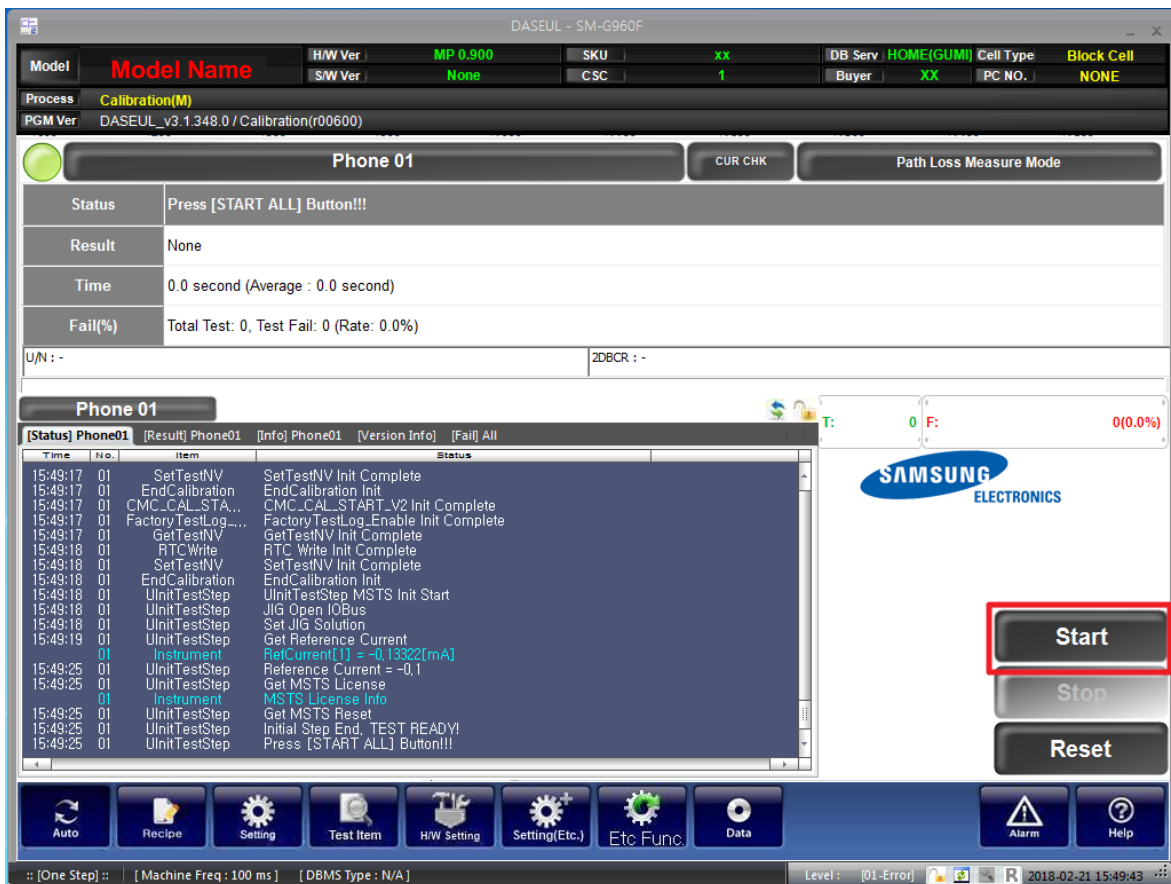 DASEUL - SM-G960F
Model Model Name H/W Ver MP 0.900 SKU xx DB Serv HOME(GUMI) Cell Type Block Cell
S/W Ver None CSC 1 Buyer XX PC NO. NONE
Process Calibration(M)
PGM Ver DASEUL_v3.1.348.0 / Calibration(r00600)
Phone 01 CUR CHK Path Loss Measure Mode
Status Press [START ALL] Button!!!
Result None
Time 0.0 second (Average : 0.0 second)
Fail(%) Total Test: 0, Test Fail: 0 (Rate: 0.0%)
U/N : - 2DBCR : -
Phone 01
T: 0 F: 0(0.0%)
[Status] Phone01 [Result] Phone01 [Info] Phone01 [Version Info] [Fail] All
Time No. Item Status
15:49:17 01 SetTestNV SetTestNV Init Complete
15:49:17 01 EndCalibration EndCalibration Init
15:49:17 01 CMC_CAL_STA... CMC_CAL_START_V2 Init Complete
15:49:17 01 FactoryTestLog_... FactoryTestLog_Enable Init Complete
15:49:17 01 GetTestNV GetTestNV Init Complete
15:49:18 01 RTCWrite RTC Write Init Complete
15:49:18 01 SetTestNV SetTestNV Init Complete
15:49:18 01 EndCalibration EndCalibration Init
15:49:18 01 UInitTestStep UInitTestStep MSTS Init Start
15:49:18 01 UInitTestStep JIG Open IOBus
15:49:18 01 UInitTestStep Set JIG Solution
15:49:19 01 UInitTestStep Get Reference Current
01 Instrument RefCurrent[1] = -0,13322[mA]
15:49:25 01 UInitTestStep Reference Current = -0,1
15:49:25 01 UInitTestStep Get MSTS License
01 Instrument MSTS License Info
15:49:25 01 UInitTestStep Get MSTS Reset
15:49:25 01 UInitTestStep Initial Step End, TEST READY!
15:49:25 01 UInitTestStep Press [START ALL] Button!!!
SAMSUNG
ELECTRONICS
Start
Stop
Reset
Auto Recipe Setting Test Item H/W Setting Setting(Etc.) Etc Func. Data Alarm Help
:: [One Step] :: [ Machine Freq : 100 ms ] [ DBMS Type : N/A ] Level : [01-Error] R 2018-02-21 15:49:43